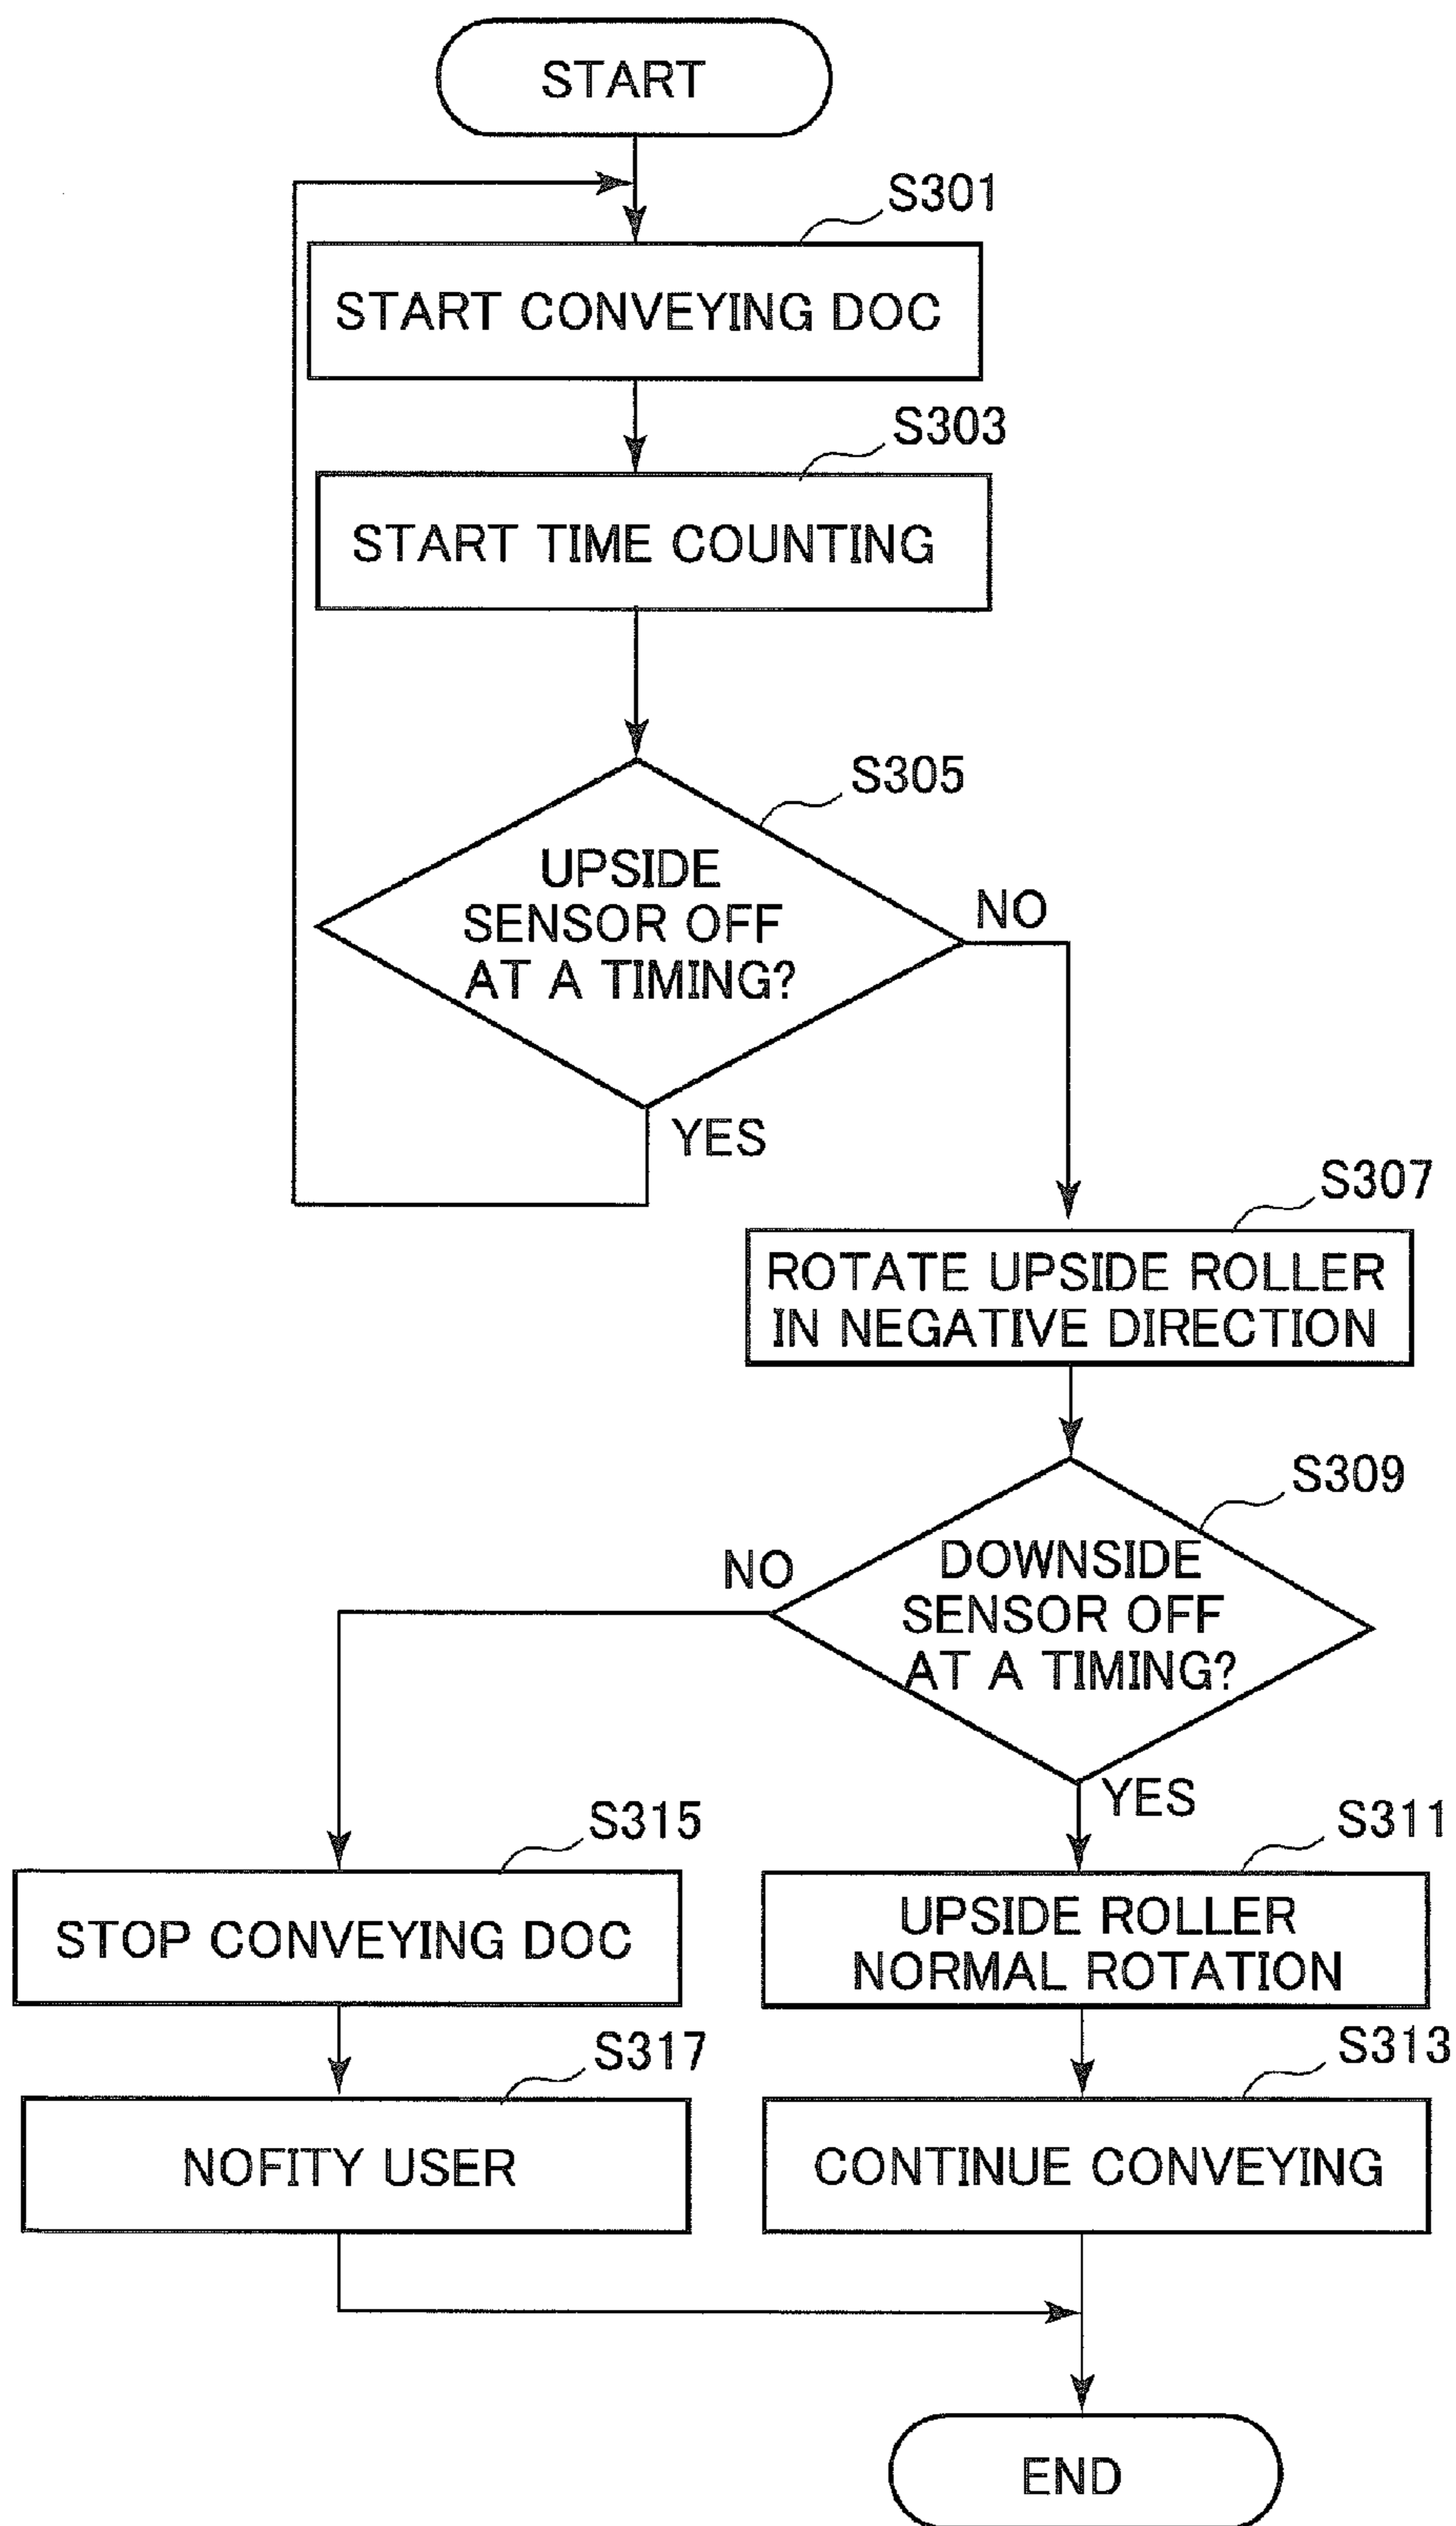 START
S301
START CONVEYING DOC
S303
START TIME COUNTING
S305
UPSIDE
SENSOR OFF
AT A TIMING?
NO
YES
S307
ROTATE UPSIDE ROLLER
IN NEGATIVE DIRECTION
S309
DOWNSIDE
SENSOR OFF
AT A TIMING?
NO
YES
S315
STOP CONVEYING DOC
S311
UPSIDE ROLLER
NORMAL ROTATION
S317
NOFITY USER
S313
CONTINUE CONVEYING
END